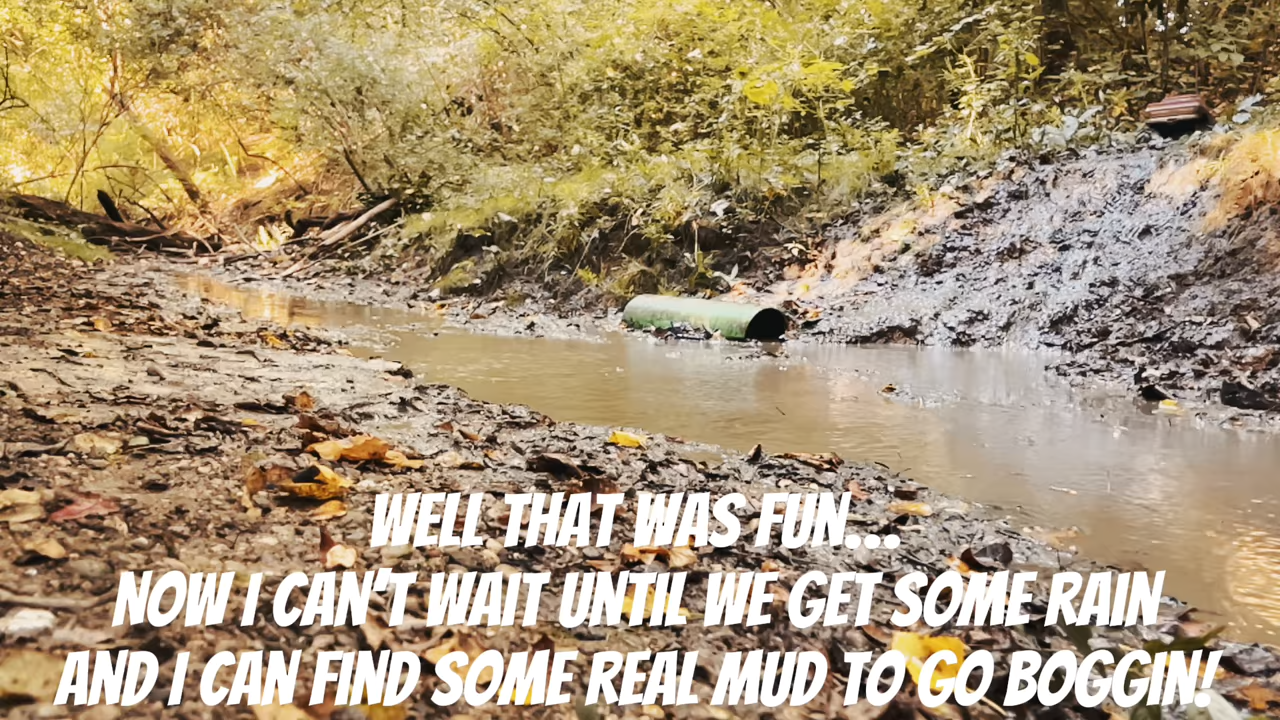 WELL THAT WAS FUN...
NOW I CAN'T WAIT UNTIL WE GET SOME RAIN
AND I CAN FIND SOME REAL MUD TO GO BOGGIN!